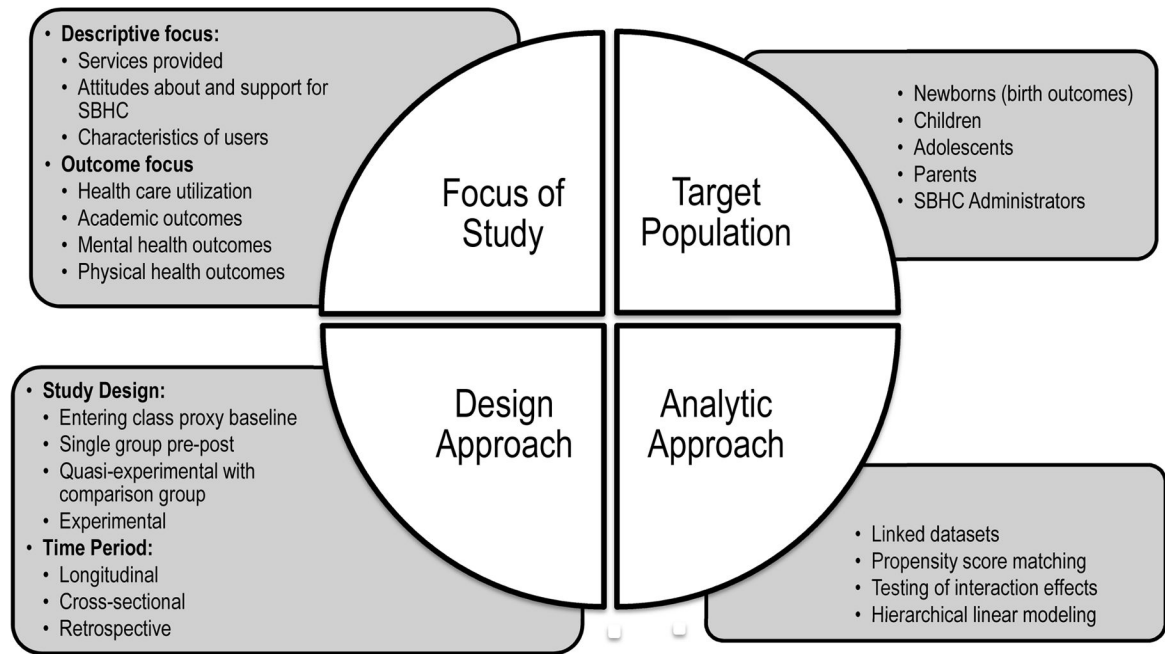 • Descriptive focus:
• Services provided
• Attitudes about and support for
SBHC
• Characteristics of users
• Outcome focus
• Health care utilization
• Academic outcomes
• Mental health outcomes
• Physical health outcomes
Focus of
Study
Target
Population
• Newborns (birth outcomes)
• Children
• Adolescents
• Parents
• SBHC Administrators
• Study Design:
• Entering class proxy baseline
• Single group pre-post
• Quasi-experimental with
comparison group
• Experimental
• Time Period:
• Longitudinal
• Cross-sectional
• Retrospective
Design
Approach
Analytic
Approach
• Linked datasets
• Propensity score matching
• Testing of interaction effects
• Hierarchical linear modeling